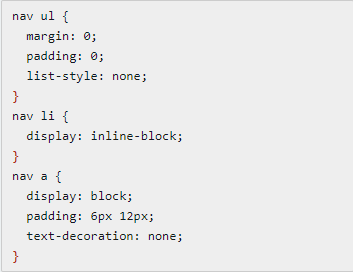 nav ul {
  margin: 0;
  padding: 0;
  list-style: none;
}
nav li {
  display: inline-block;
}
nav a {
  display: block;
  padding: 6px 12px;
  text-decoration: none;
}